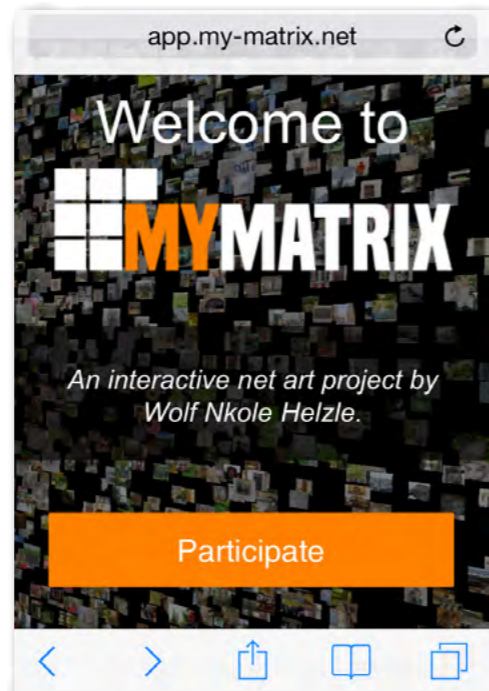 app.my-matrix.net
Welcome to
MYMATRIX
An interactive net art project by
Wolf Nkole Helzle.
Participate